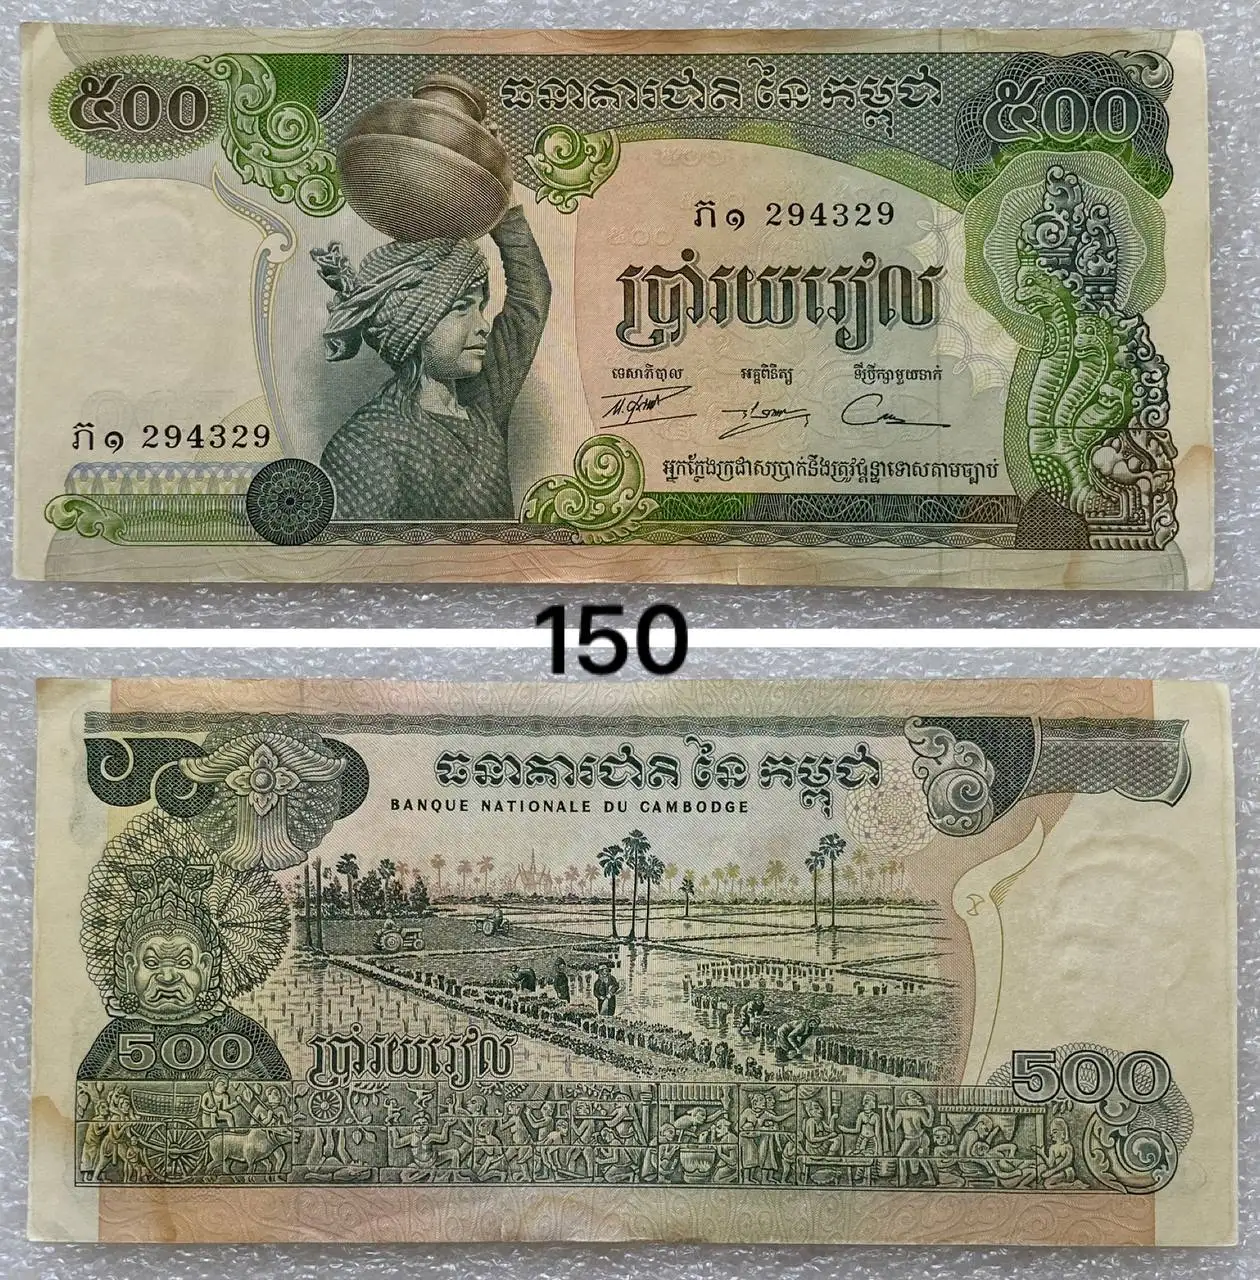 ៥០០
ធនាគារជាតិ នៃ កម្ពុជា
៥០០
ភ ១ 294329
ប្រាំរយរៀល
ទេសាភិបាល អគ្គពិនិត្យ ទីប្រឹក្សាមួយនាក់
ភ ១ 294329
អ្នកក្លែងក្រដាសប្រាក់នឹងត្រូវផ្ដន្ទាទោសតាមច្បាប់
150
ធនាគារជាតិ នៃ កម្ពុជា
BANQUE NATIONALE DU CAMBODGE
500
ប្រាំរយរៀល
500